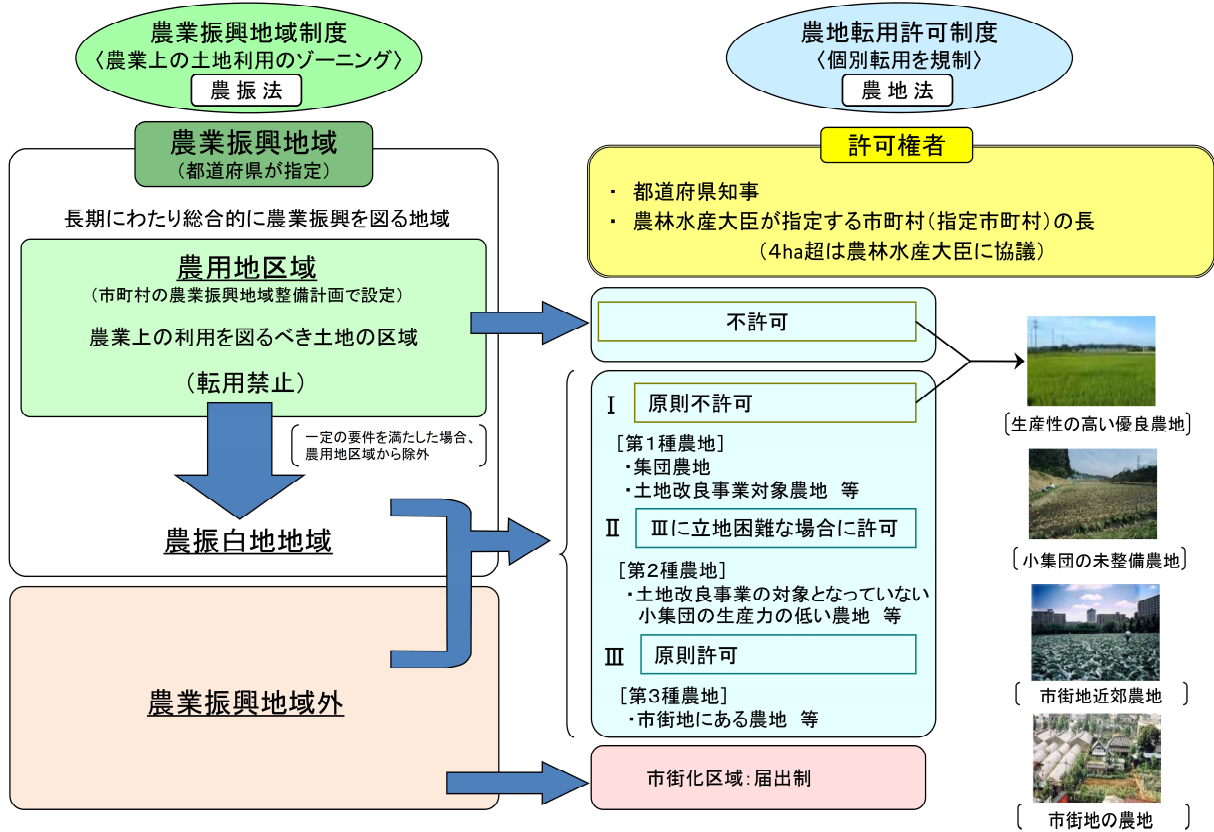 農業振興地域制度
〈農業上の土地利用のゾーニング〉
農振法
農業振興地域
(都道府県が指定)
長期にわたり総合的に農業振興を図る地域
農用地区域
(市町村の農業振興地域整備計画で設定)
農業上の利用を図るべき土地の区域
(転用禁止)
一定の要件を満たした場合、
農用地区域から除外
農振白地地域
農業振興地域外
農地転用許可制度
〈個別転用を規制〉
農地法
許可権者
・ 都道府県知事
・ 農林水産大臣が指定する市町村(指定市町村)の長
(4ha超は農林水産大臣に協議)
不許可
Ⅰ 原則不許可
[第1種農地]
・集団農地
・土地改良事業対象農地 等
Ⅱ Ⅲに立地困難な場合に許可
[第2種農地]
・土地改良事業の対象となっていない
小集団の生産力の低い農地 等
Ⅲ 原則許可
[第3種農地]
・市街地にある農地 等
市街化区域:届出制
〔生産性の高い優良農地〕
〔小集団の未整備農地〕
〔市街地近郊農地〕
〔市街地の農地〕